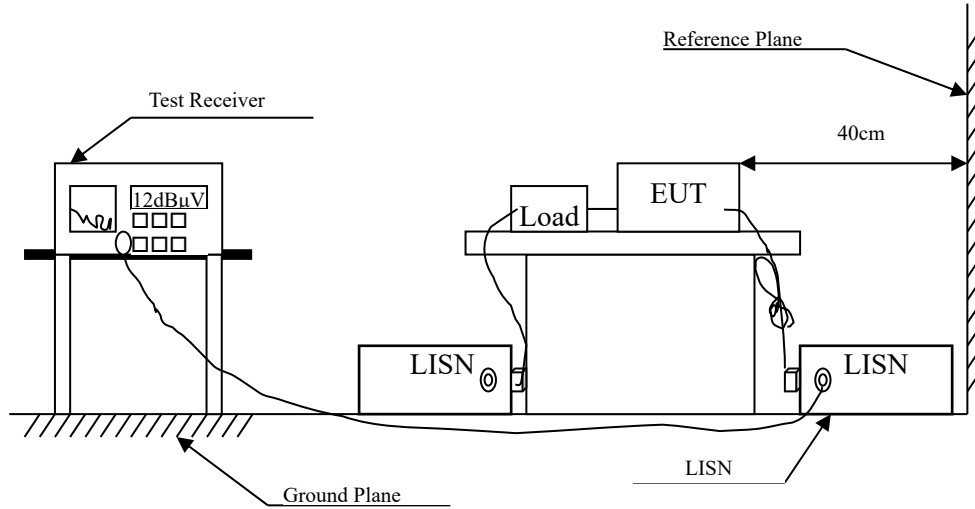 Reference Plane
Test Receiver
40cm
12dBµV
EUT
Load
LISN
LISN
LISN
Ground Plane